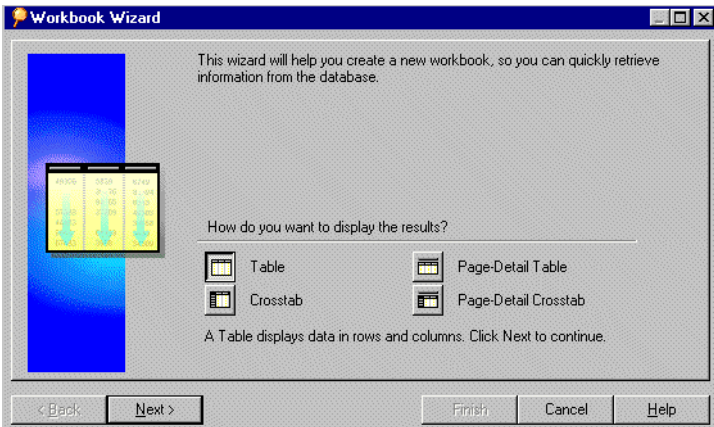 Workbook Wizard
This wizard will help you create a new workbook, so you can quickly retrieve
information from the database.
How do you want to display the results?
Table
Page-Detail Table
Crosstab
Page-Detail Crosstab
A Table displays data in rows and columns. Click Next to continue.
< Back
Next >
Finish
Cancel
Help